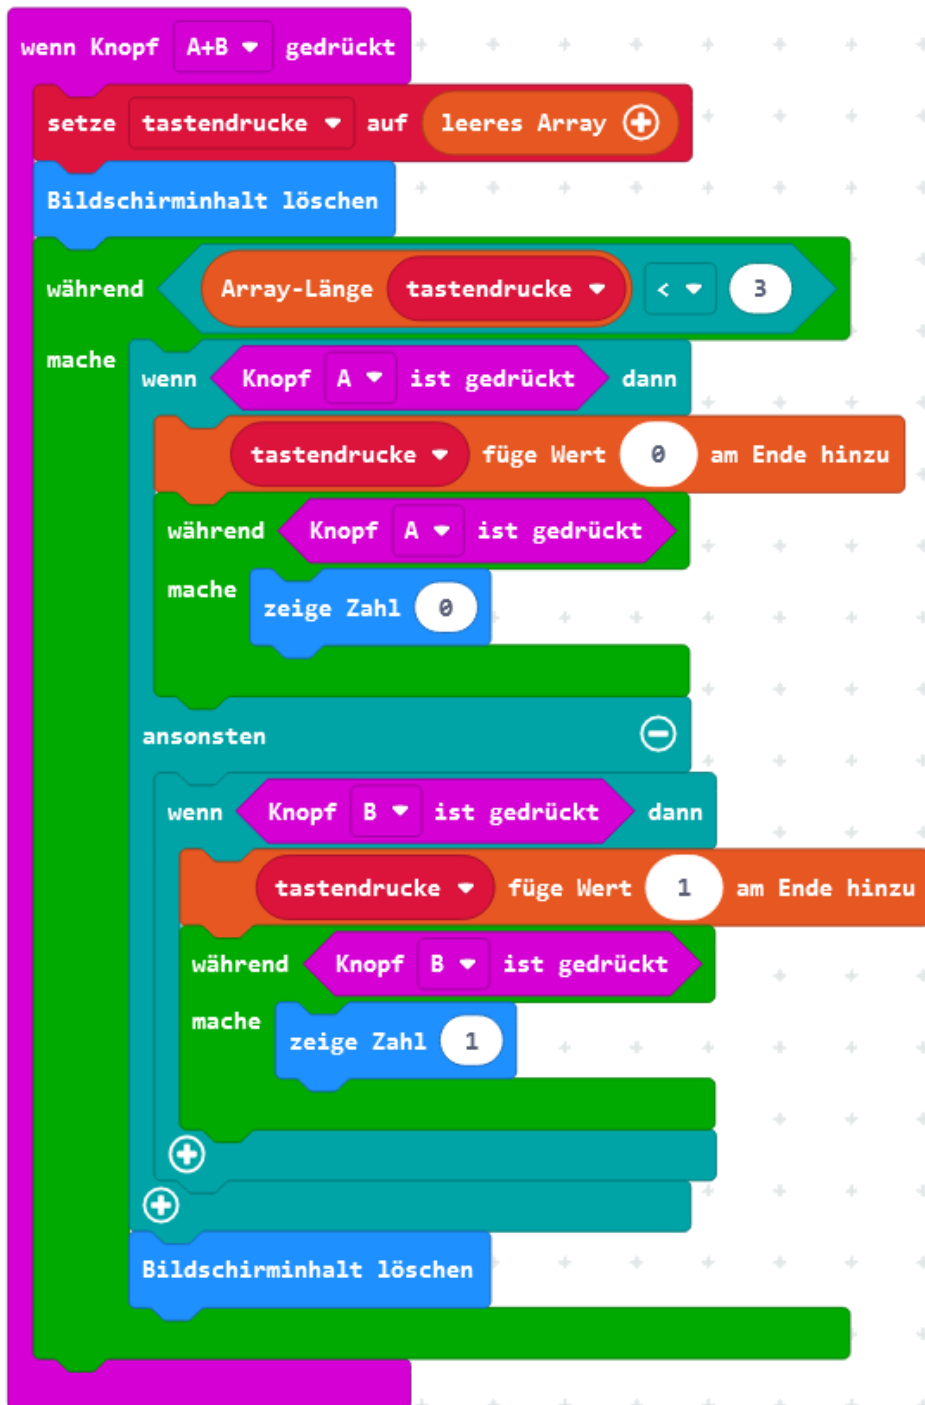 wenn Knopf A+B gedrückt
setze tastendrucke auf leeres Array
Bildschirminhalt löschen
während Array-Länge tastendrucke < 3
mache
wenn Knopf A ist gedrückt dann
tastendrucke füge Wert 0 am Ende hinzu
während Knopf A ist gedrückt
mache
zeige Zahl 0
ansonsten
wenn Knopf B ist gedrückt dann
tastendrucke füge Wert 1 am Ende hinzu
während Knopf B ist gedrückt
mache
zeige Zahl 1
Bildschirminhalt löschen